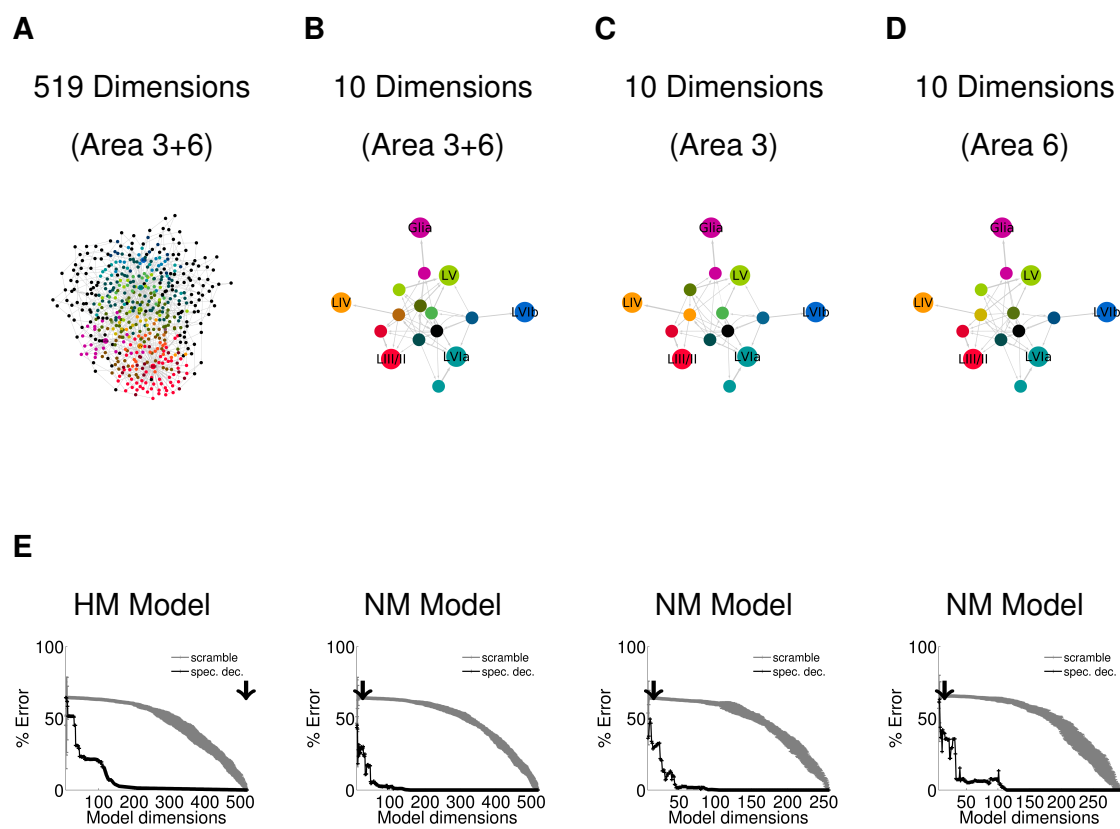 A
B
C
D
519 Dimensions
10 Dimensions
10 Dimensions
10 Dimensions
(Area 3+6)
(Area 3+6)
(Area 3)
(Area 6)
Glia
LV
LIV
LVIb
LIII/II
LVIa
Glia
LV
LIV
LVIb
LIII/II
LVIa
Glia
LV
LIV
LVIb
LIII/II
LVIa
E
HM Model
NM Model
NM Model
NM Model
100
scramble
spec. dec.
% Error
50
0
100 200 300 400 500
Model dimensions
100
scramble
spec. dec.
% Error
50
0
100 200 300 400 500
Model dimensions
100
scramble
spec. dec.
% Error
50
0
50 100 150 200 250
Model dimensions
100
scramble
spec. dec.
% Error
50
0
50 100 150 200 250
Model dimensions